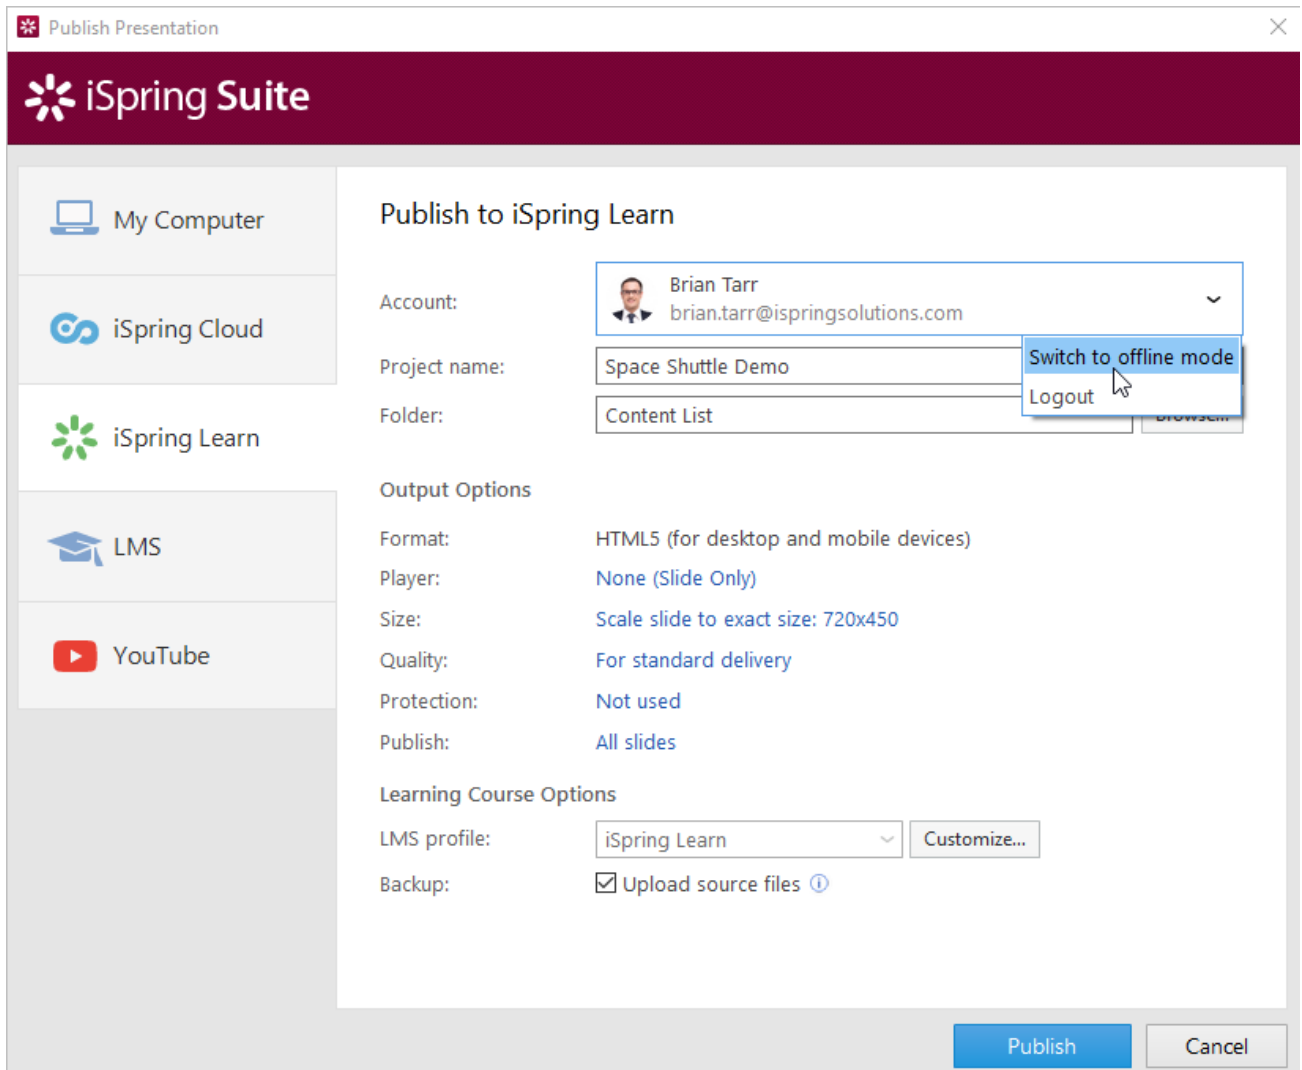 Publish Presentation
iSpring Suite
My Computer
iSpring Cloud
iSpring Learn
LMS
YouTube
Publish to iSpring Learn
Account:
Brian Tarr
brian.tarr@ispringsolutions.com
Switch to offline mode
Logout
Project name:
Space Shuttle Demo
Folder:
Content List
Browse...
Output Options
Format:
HTML5 (for desktop and mobile devices)
Player:
None (Slide Only)
Size:
Scale slide to exact size: 720x450
Quality:
For standard delivery
Protection:
Not used
Publish:
All slides
Learning Course Options
LMS profile:
iSpring Learn
Customize...
Backup:
Upload source files
Publish
Cancel